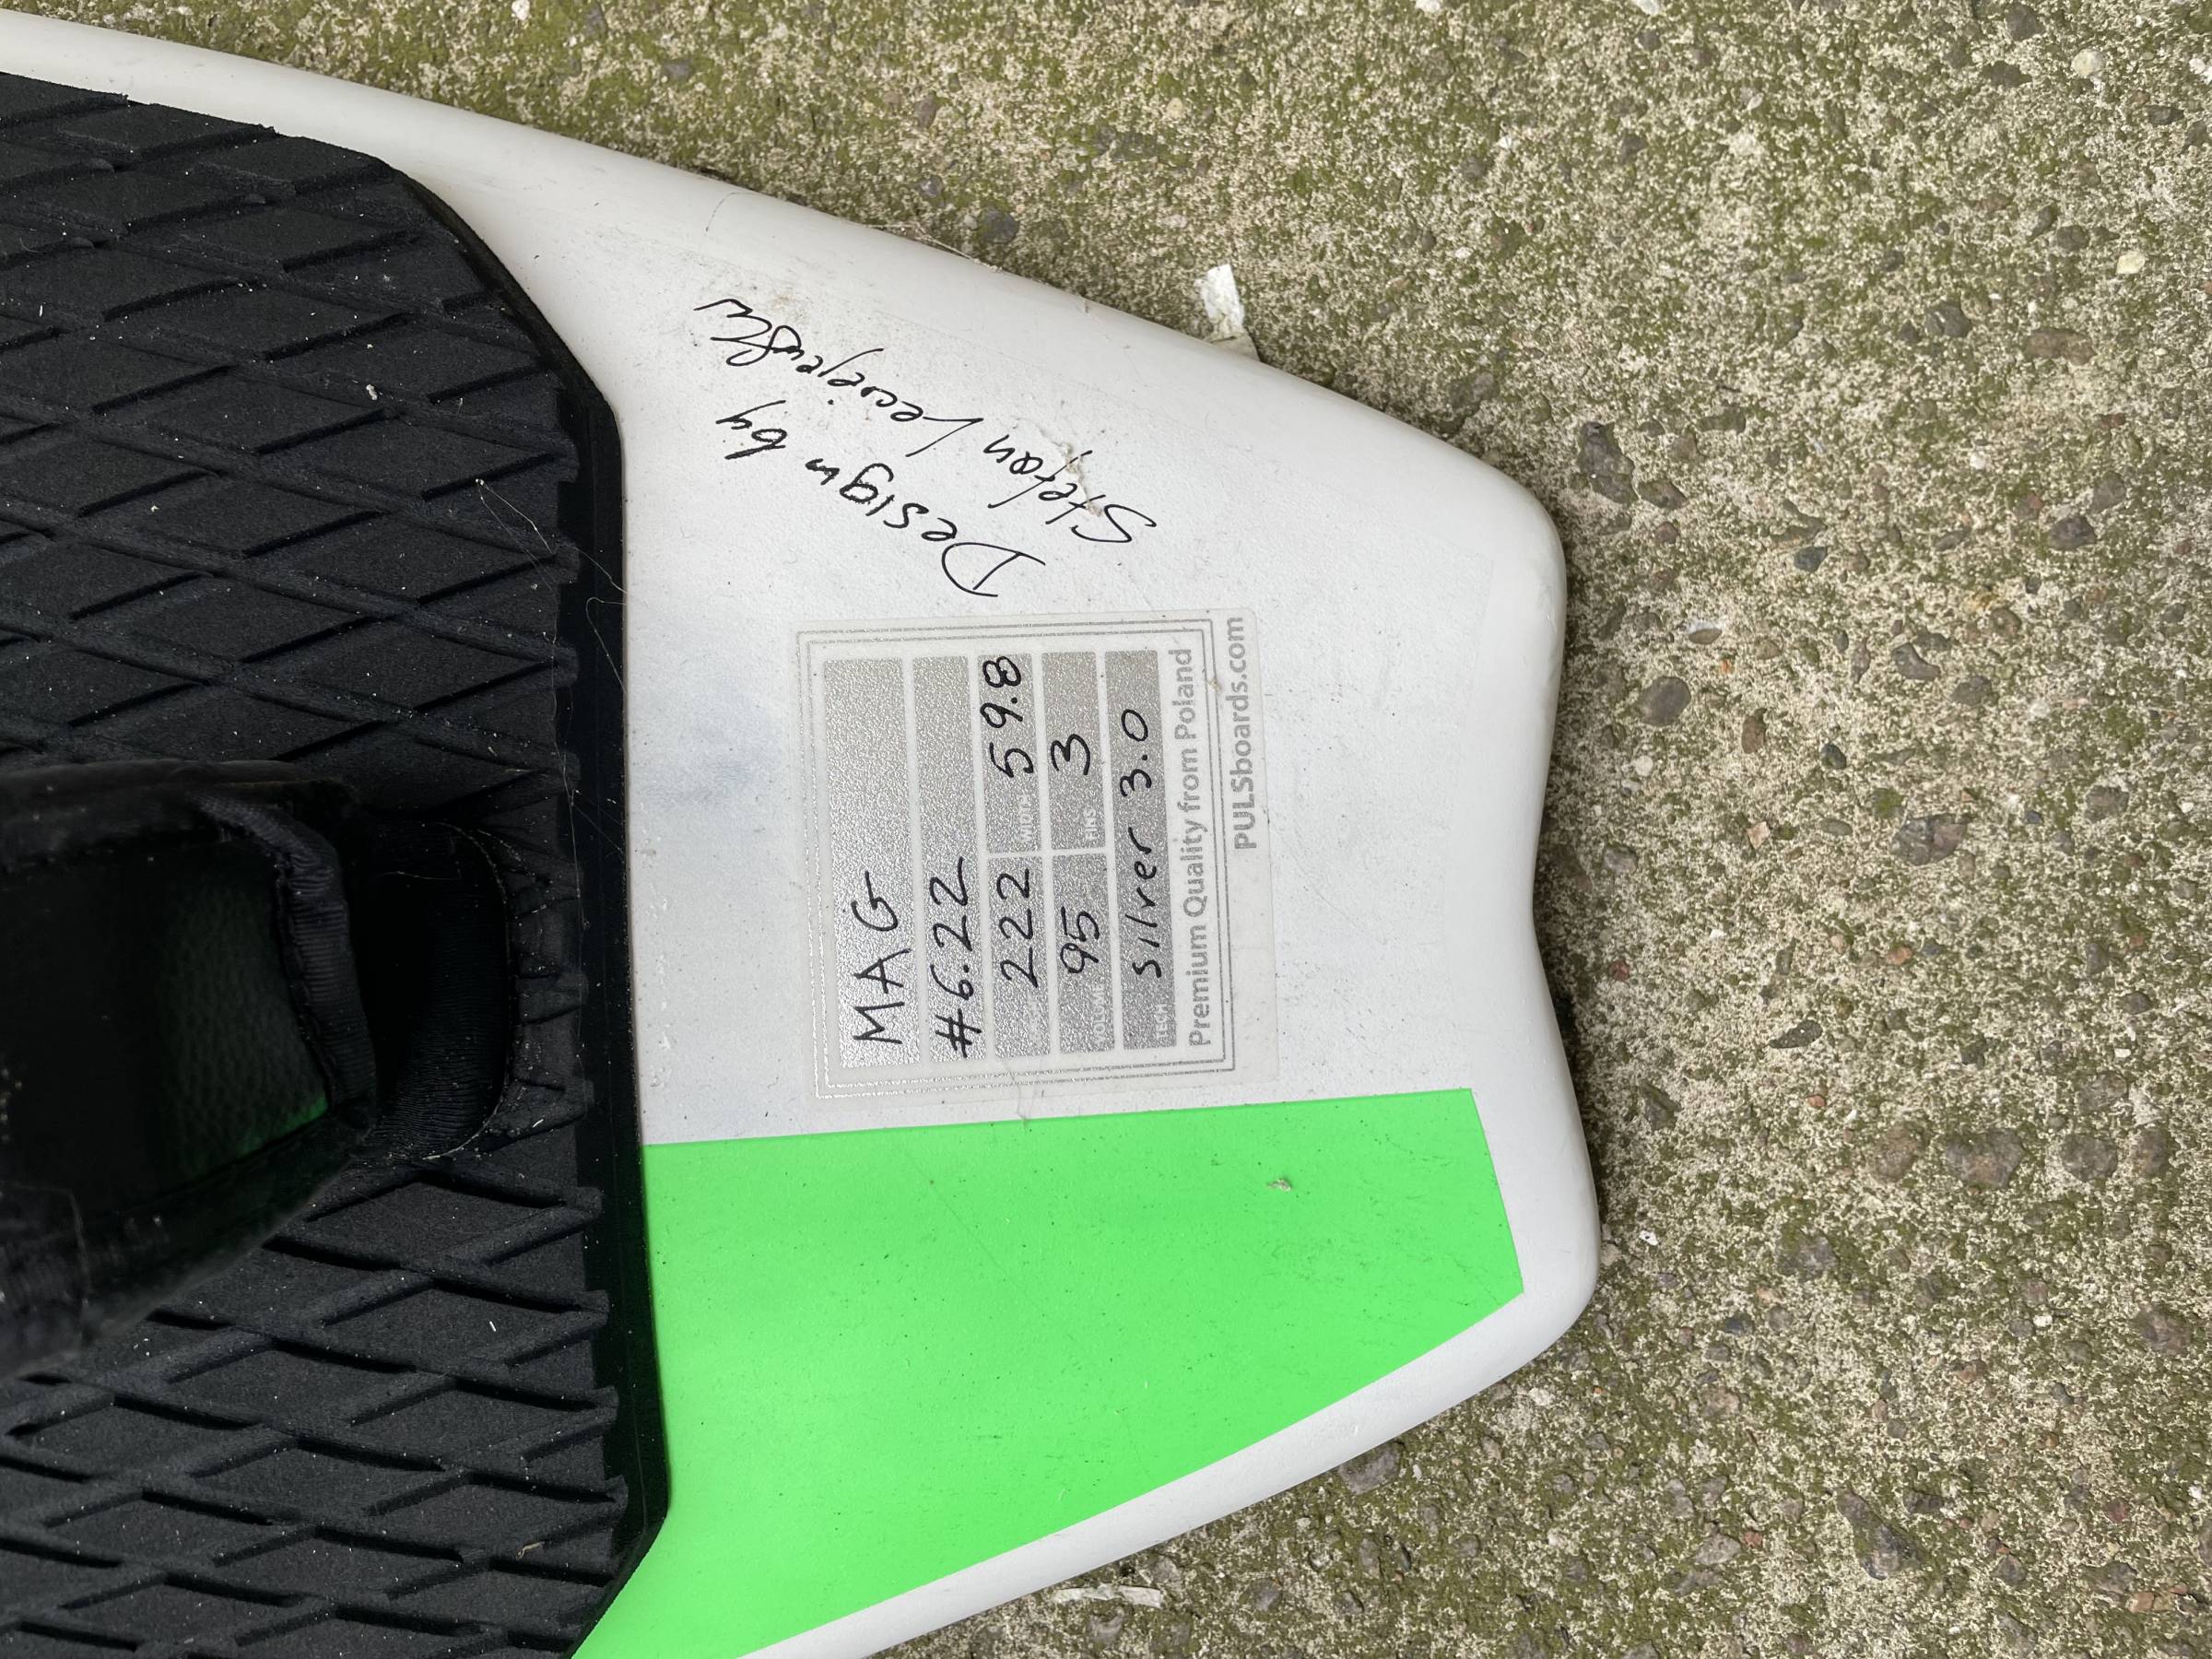 Design by
Stefan
MAG
#6.22
222 WIDTH 59.8
VOLUME 95 FINS 3
TECH silver 3.0
Premium Quality from Poland
PULSboards.com